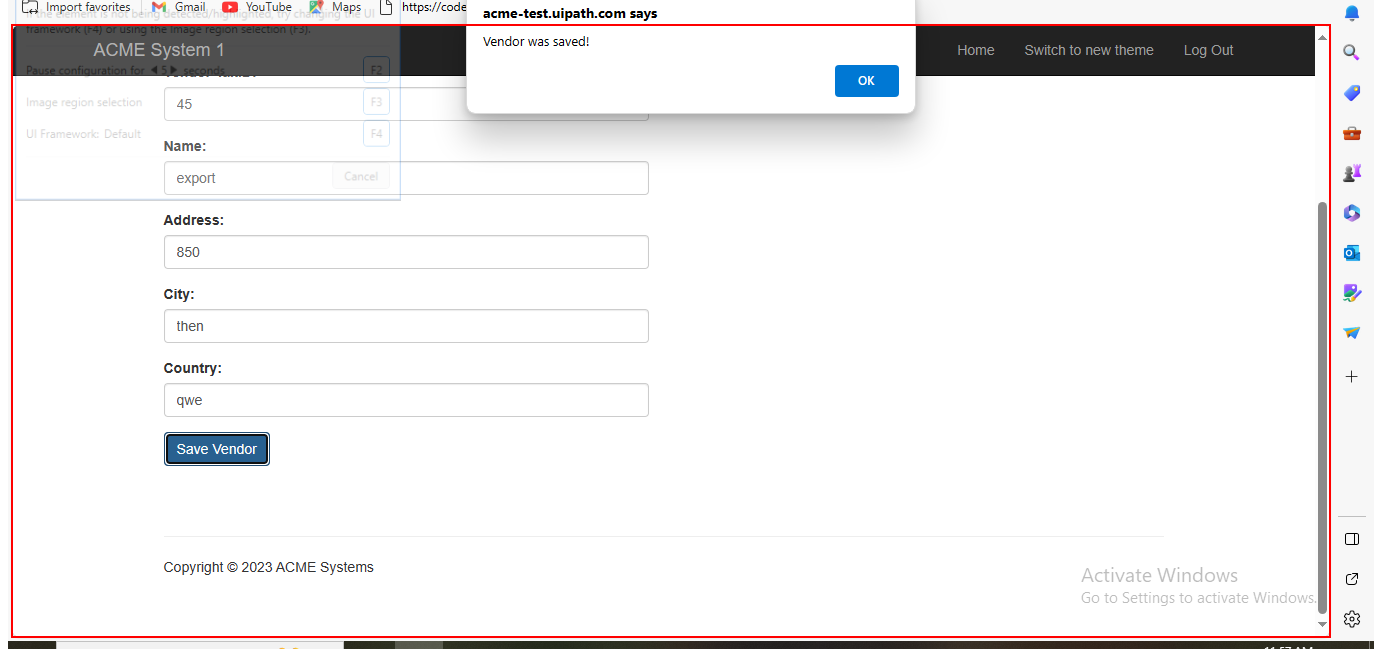 Import favorites
Gmail
YouTube
Maps
https://code
acme-test.uipath.com says
Vendor was saved!
OK
If the element is not being detected/highlighted, try changing the UI
framework (F4) or using the Image region selection (F3).
ACME System 1
Home
Switch to new theme
Log Out
Pause configuration for 5 seconds
F2
Image region selection
F3
45
UI Framework: Default
F4
Name:
export
Cancel
Address:
850
City:
then
Country:
qwe
Save Vendor
Copyright © 2023 ACME Systems
Activate Windows
Go to Settings to activate Windows.